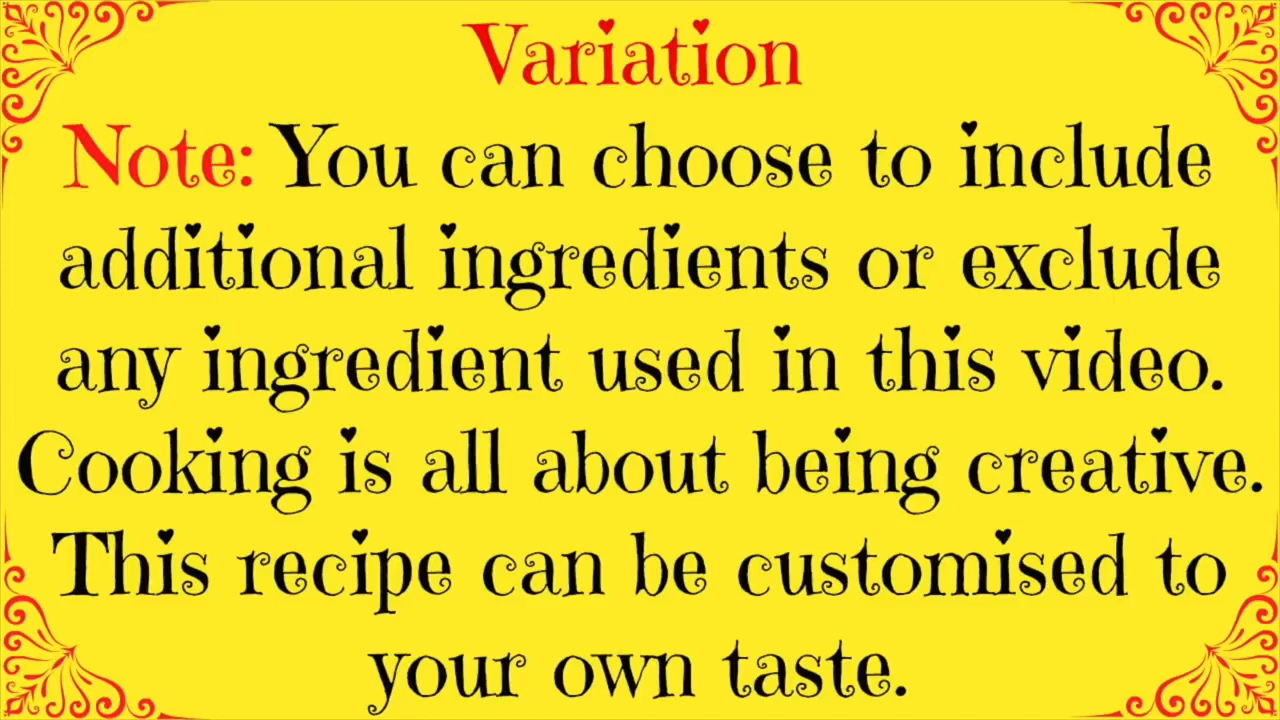 Variation
Note: You can choose to include
additional ingredients or exclude
any ingredient used in this video.
Cooking is all about being creative.
This recipe can be customised to
your own taste.